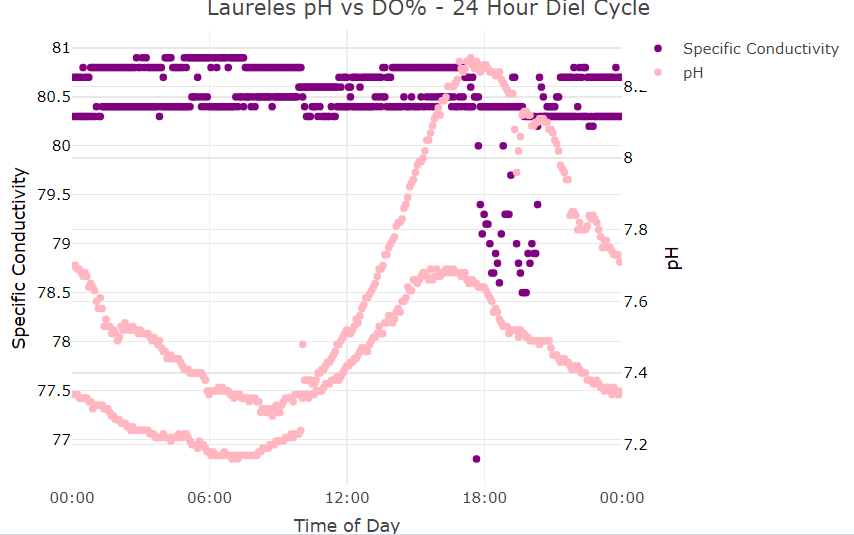 Laureles pH vs DO% - 24 Hour Diel Cycle
Specific Conductivity
pH
81
80.5
80
79.5
79
78.5
78
77.5
77
8
7.8
7.6
7.4
7.2
Specific Conductivity
pH
00:00 06:00 12:00 18:00 00:00
Time of Day